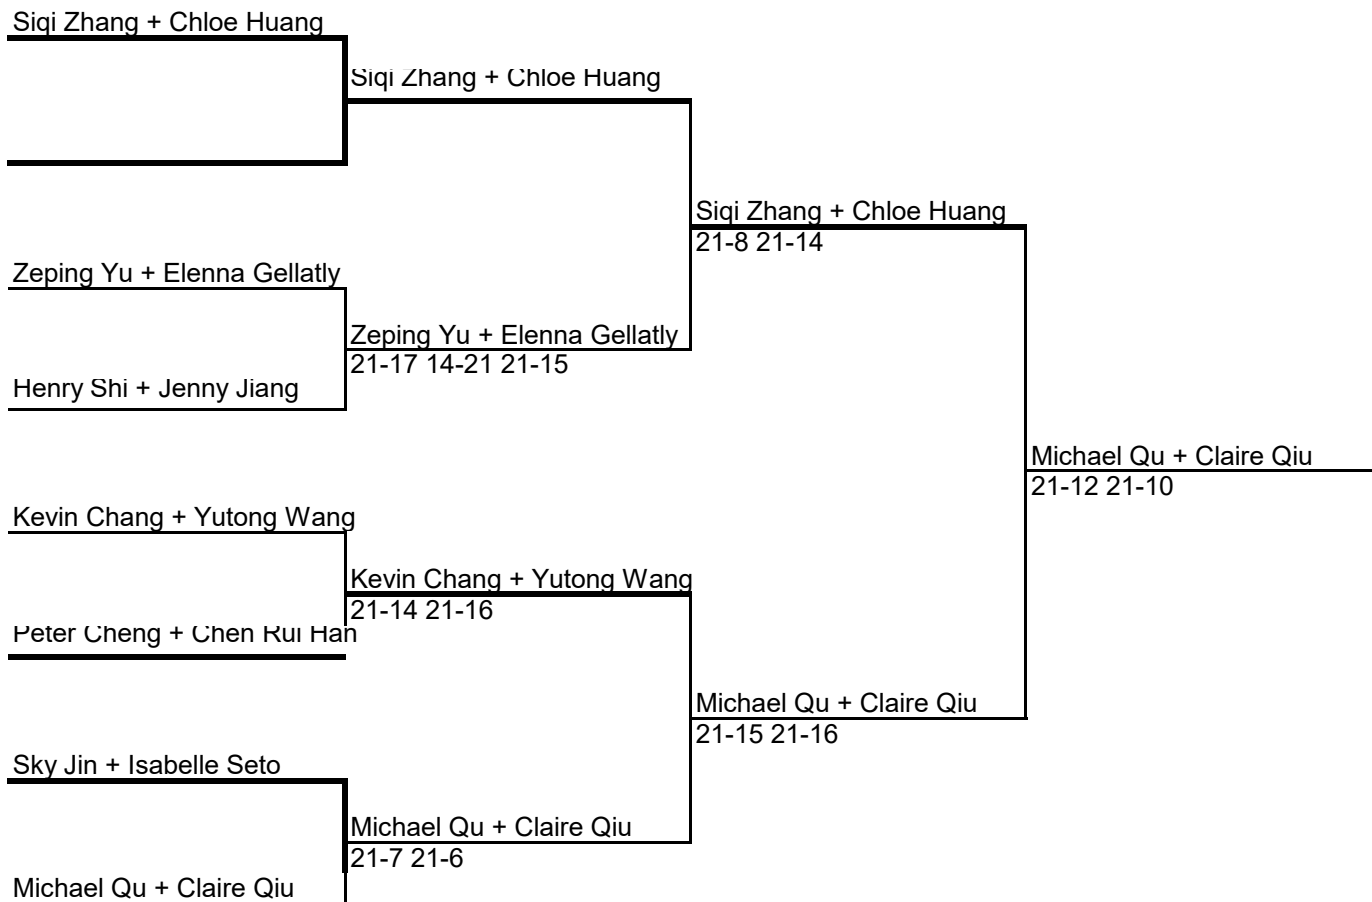 Siqi Zhang + Chloe Huang
Siqi Zhang + Chloe Huang
Siqi Zhang + Chloe Huang
21-8 21-14
Zeping Yu + Elenna Gellatly
Zeping Yu + Elenna Gellatly
21-17 14-21 21-15
Henry Shi + Jenny Jiang
Michael Qu + Claire Qiu
21-12 21-10
Kevin Chang + Yutong Wang
Kevin Chang + Yutong Wang
21-14 21-16
Peter Cheng + Chen Rui Han
Michael Qu + Claire Qiu
21-15 21-16
Sky Jin + Isabelle Seto
Michael Qu + Claire Qiu
21-7 21-6
Michael Qu + Claire Qiu